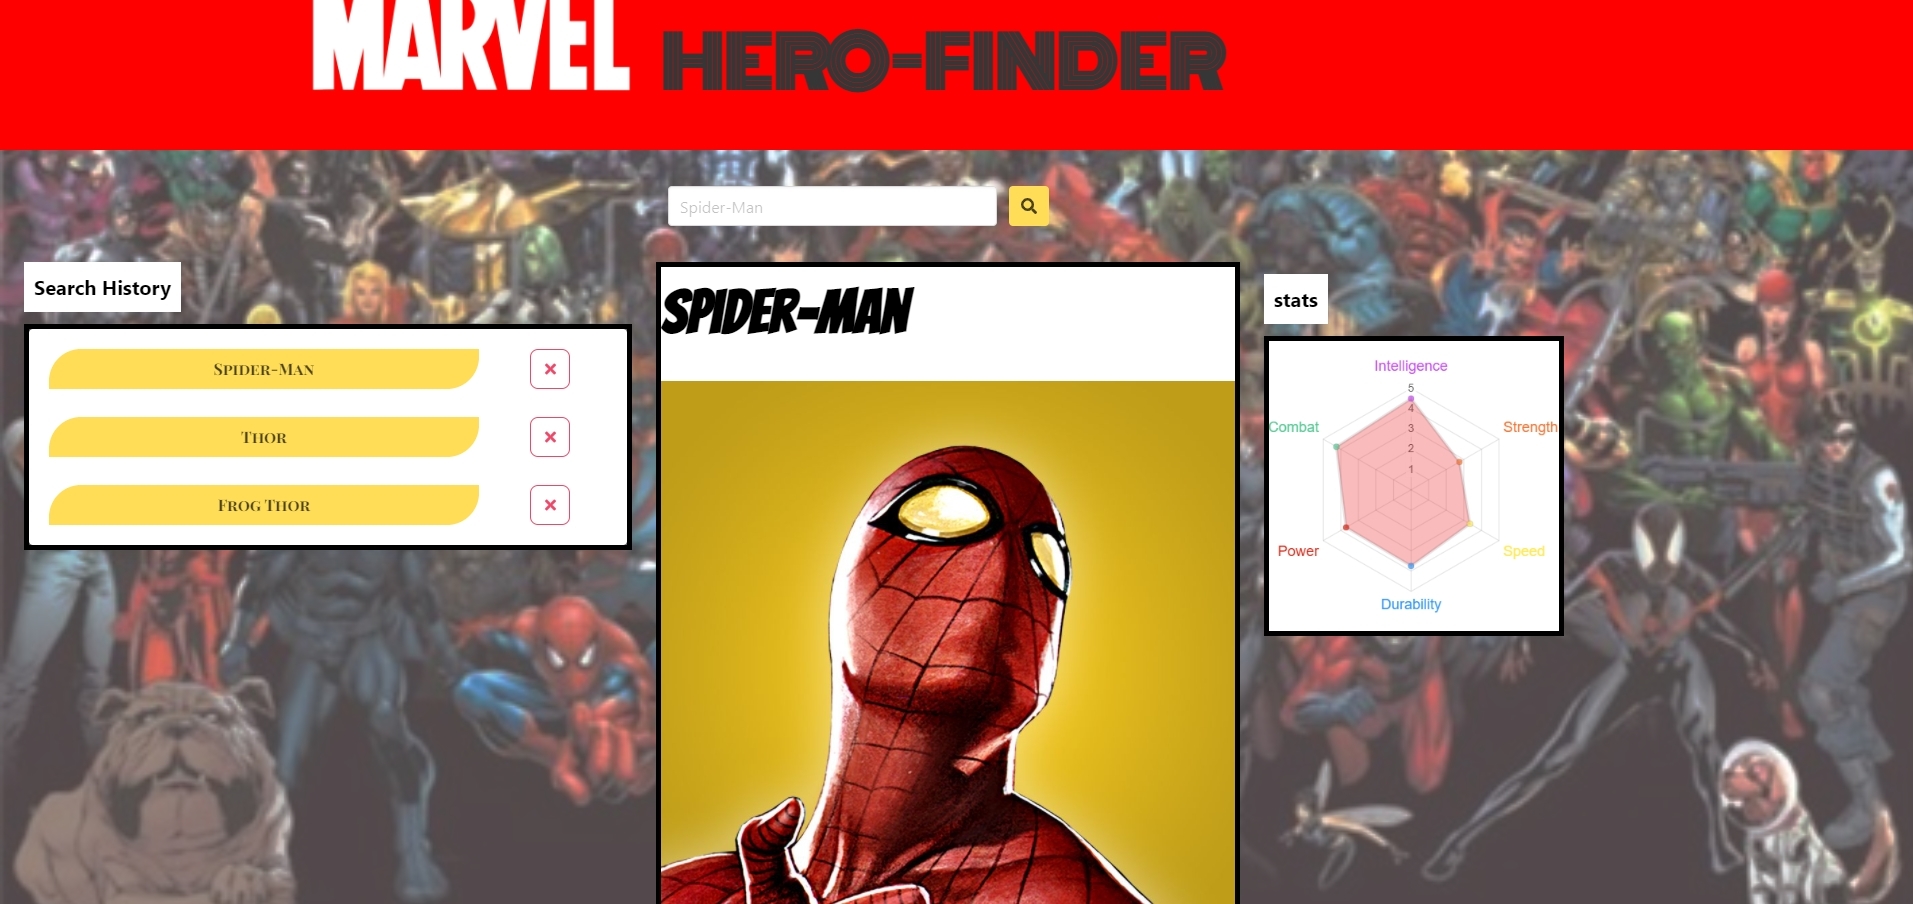 MARVEL HERO-FINDER
Spider-Man
Search History
Spider-Man
Thor
Frog Thor
SPIDER-MAN
stats
Intelligence
5
4
3
2
1
Combat
Strength
Power
Speed
Durability